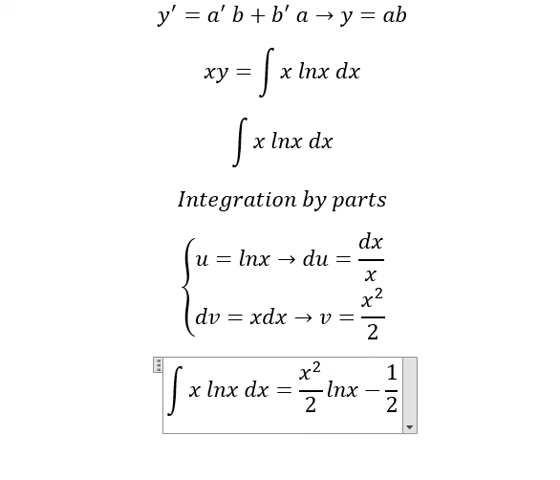 y′ = a′ b + b′ a → y = ab
xy = ∫ x lnx dx
∫ x lnx dx
Integration by parts
{ u = lnx → du = dx/x
dv = xdx → v = x²/2
∫ x lnx dx = x²/2 lnx − 1/2